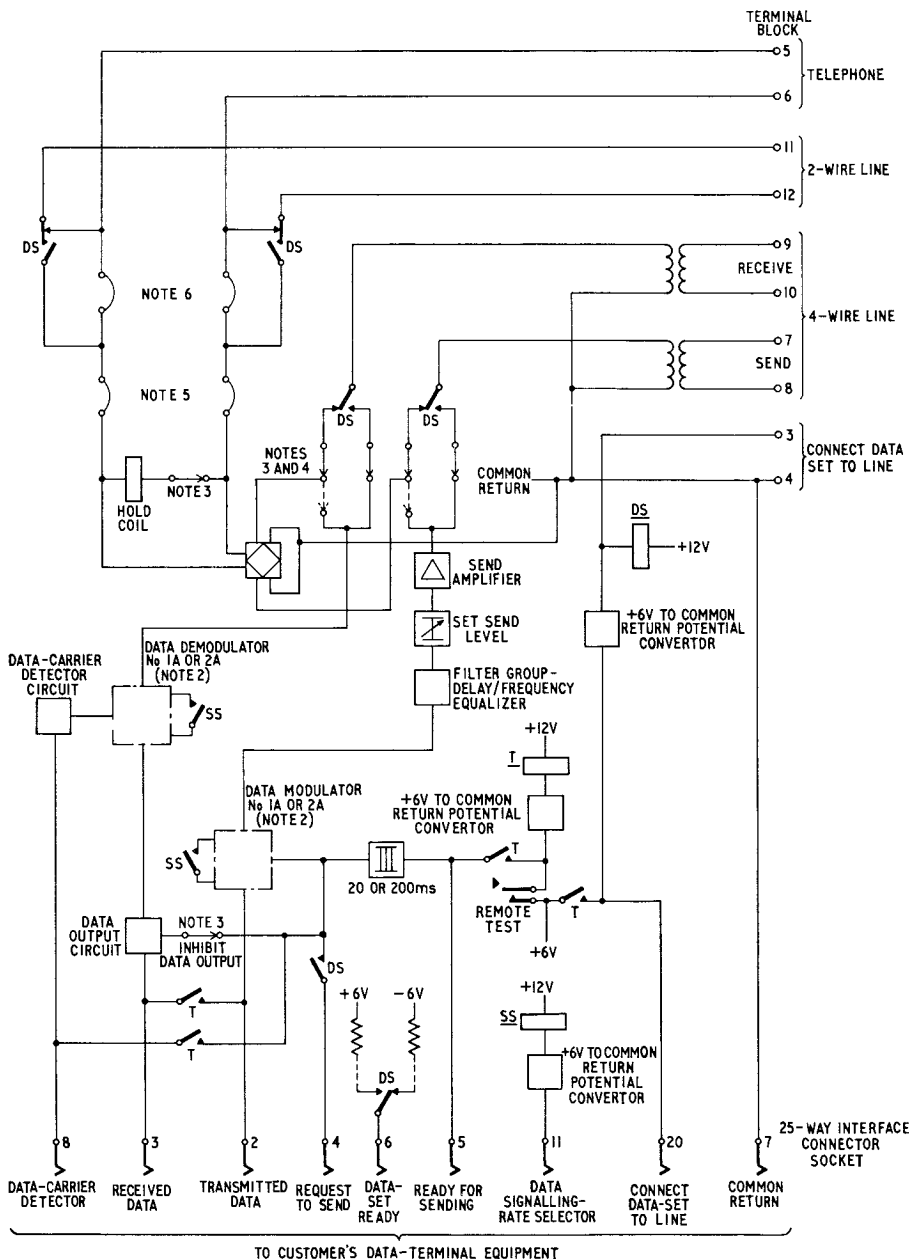 TERMINAL
BLOCK
5
TELEPHONE
6
11
2-WIRE LINE
12
DS
DS
9
RECEIVE
10
NOTE 6
4-WIRE LINE
7
SEND
8
NOTE 5
DS
DS
3
CONNECT DATA
SET TO LINE
4
NOTES
3 AND 4
COMMON
RETURN
NOTE 3
HOLD
COIL
DS
+12V
SEND
AMPLIFIER
SET SEND
LEVEL
+6V TO COMMON
RETURN POTENTIAL
CONVERTOR
DATA DEMODULATOR
No 1A OR 2A
(NOTE 2)
DATA-CARRIER
DETECTOR
CIRCUIT
FILTER GROUP-
DELAY/FREQUENCY
EQUALIZER
SS
+12V
T
DATA MODULATOR
No 1A OR 2A
(NOTE 2)
+6V TO COMMON
RETURN POTENTIAL
CONVERTOR
SS
T
20 OR 200ms
REMOTE
TEST
T
+6V
DATA
OUTPUT
CIRCUIT
NOTE 3
INHIBIT
DATA OUTPUT
DS
+6V
-6V
+12V
SS
T
T
DS
+6V TO COMMON
RETURN
POTENTIAL
CONVERTOR
25-WAY INTERFACE
CONNECTOR
SOCKET
8
3
2
4
6
5
11
20
7
DATA-CARRIER
DETECTOR
RECEIVED
DATA
TRANSMITTED
DATA
REQUEST
TO SEND
DATA-
SET
READY
READY FOR
SENDING
DATA
SIGNALLING-
RATE SELECTOR
CONNECT
DATA-SET
TO LINE
COMMON
RETURN
TO CUSTOMER'S DATA-TERMINAL EQUIPMENT